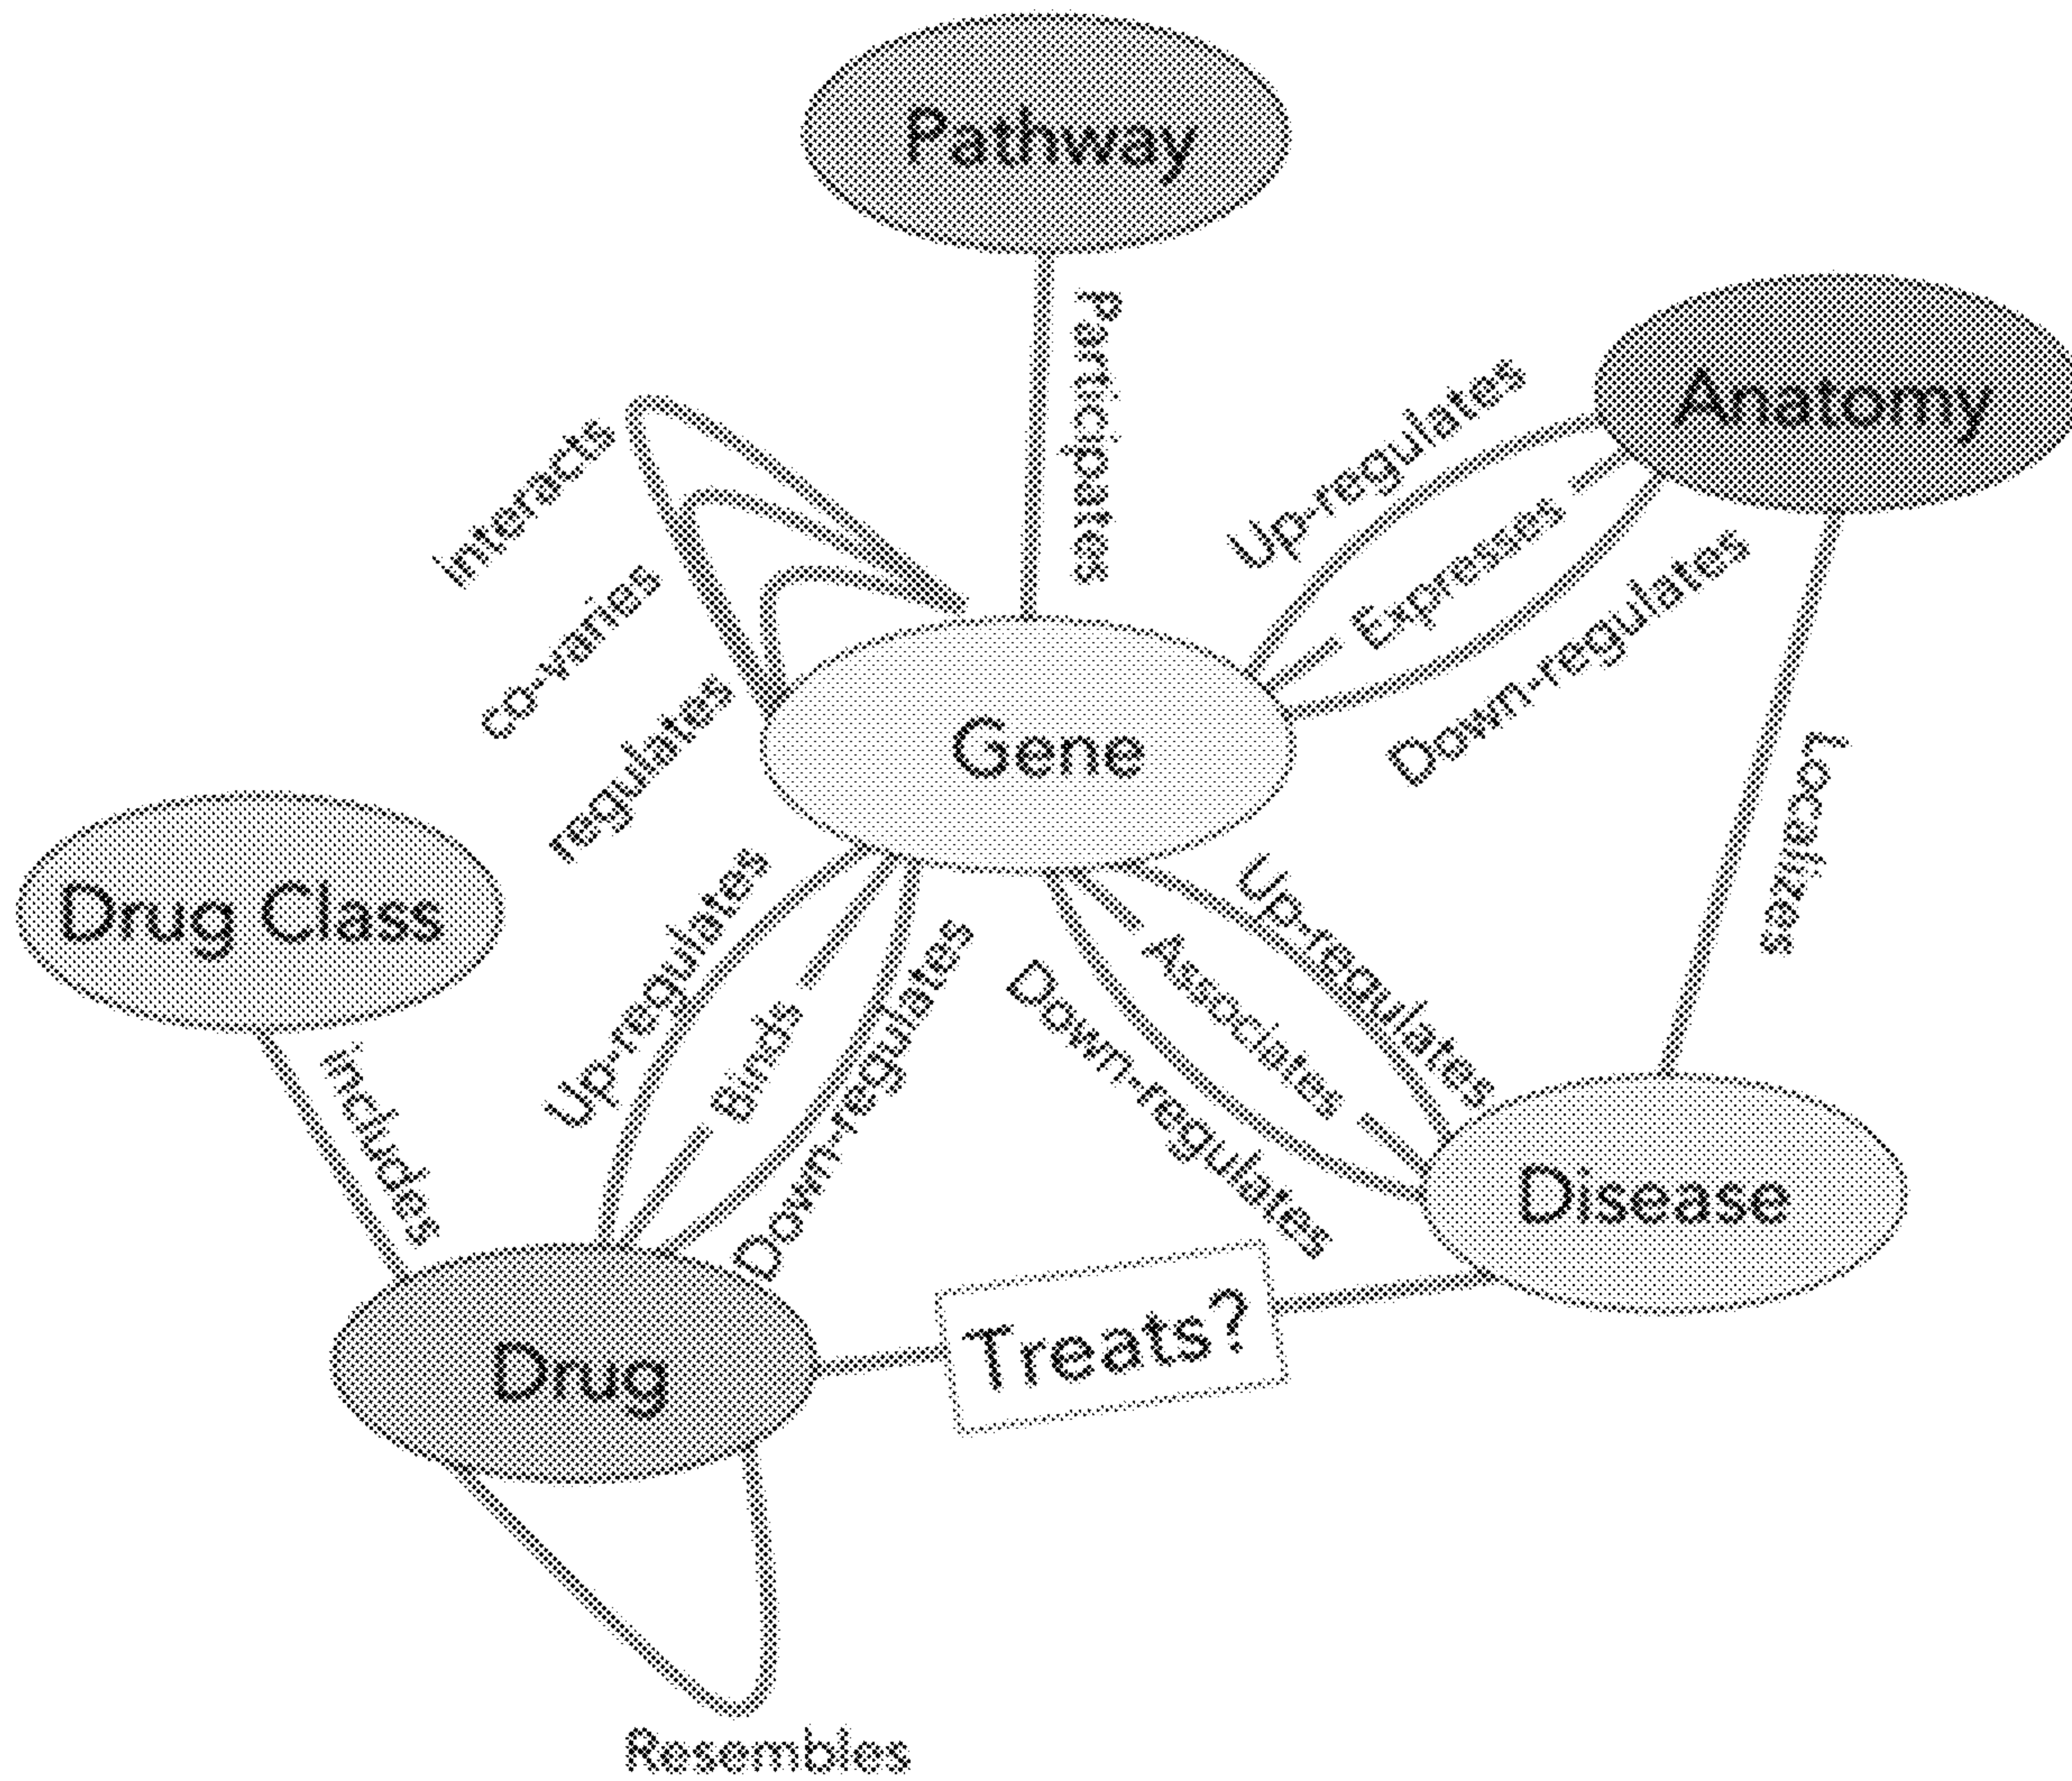 Pathway
Participates
Anatomy
Up-regulates
Expresses
Down-regulates
interacts
co-varies
regulates
Gene
Localizes
Drug Class
includes
Up-regulates
Binds
Down-regulates
Up-regulates
Associates
Down-regulates
Disease
Treats?
Drug
Resembles